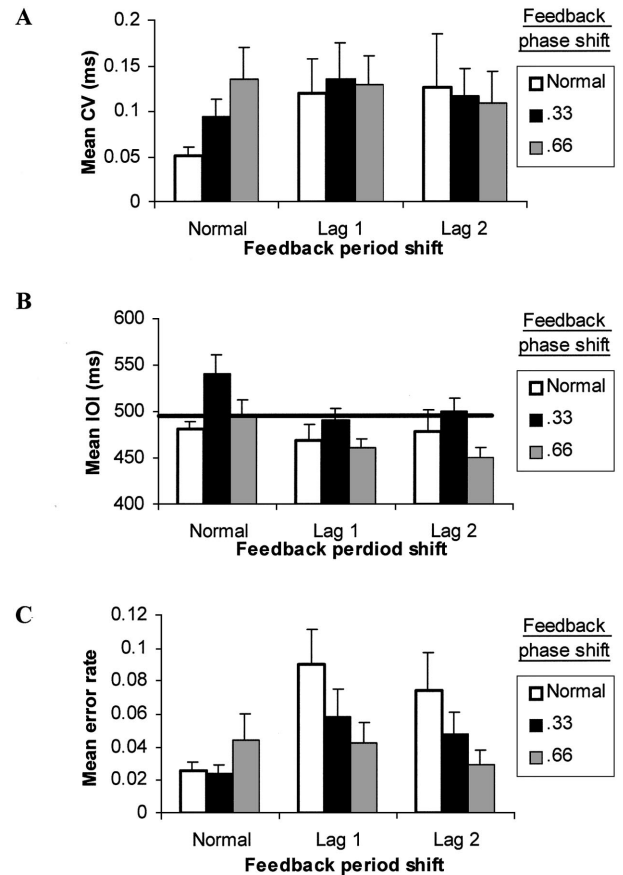 A
Feedback
phase shift
Normal
.33
.66
Mean CV (ms)
0.2
0.15
0.1
0.05
0
Normal Lag 1 Lag 2
Feedback period shift
B
Feedback
phase shift
Normal
.33
.66
Mean IOI (ms)
600
550
500
450
400
Normal Lag 1 Lag 2
Feedback perdiod shift
C
Feedback
phase shift
Normal
.33
.66
Mean error rate
0.12
0.1
0.08
0.06
0.04
0.02
0
Normal Lag 1 Lag 2
Feedback period shift